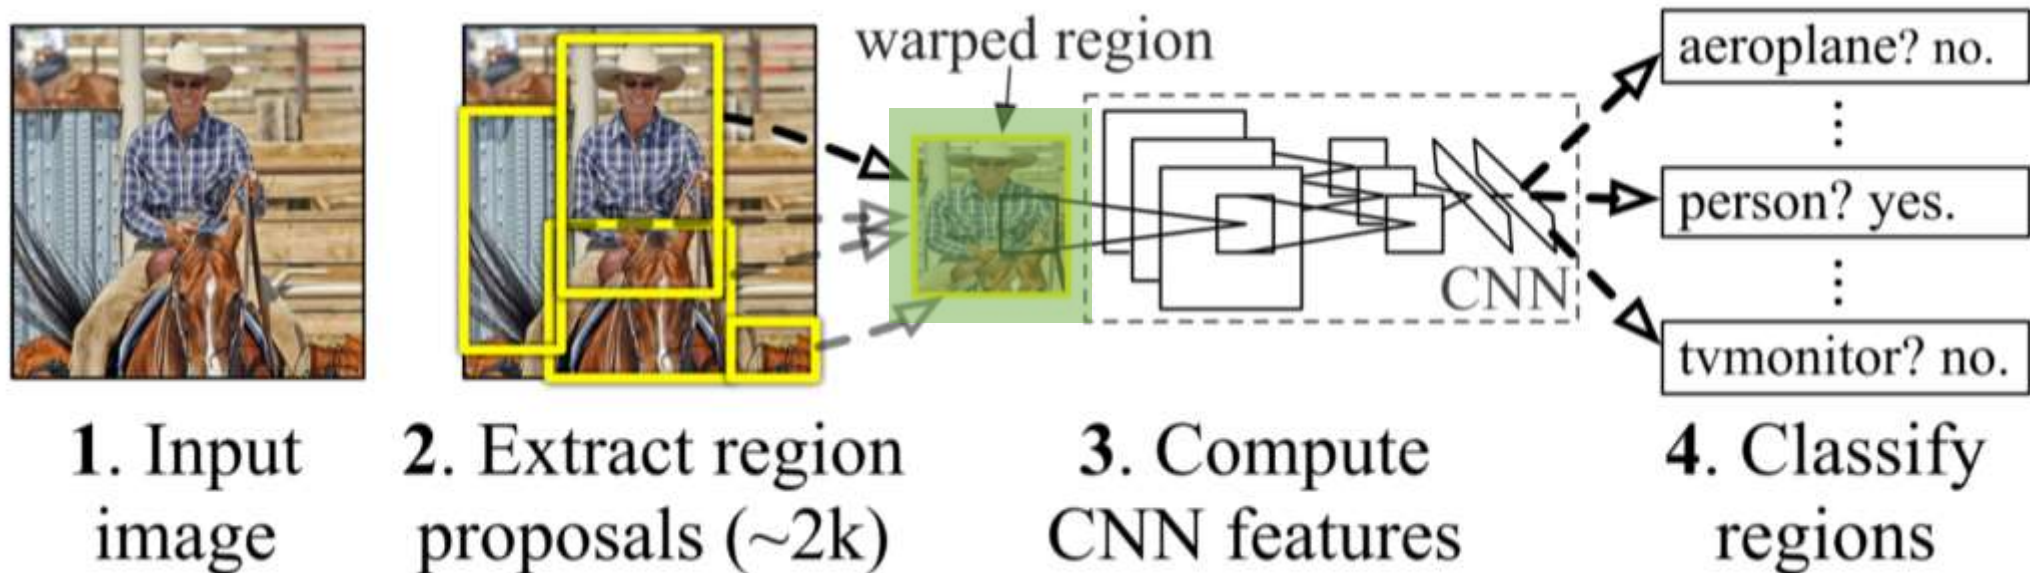 warped region
aeroplane? no.
person? yes.
CNN
tvmonitor? no.
1. Input
image
2. Extract region
proposals (~2k)
3. Compute
CNN features
4. Classify
regions